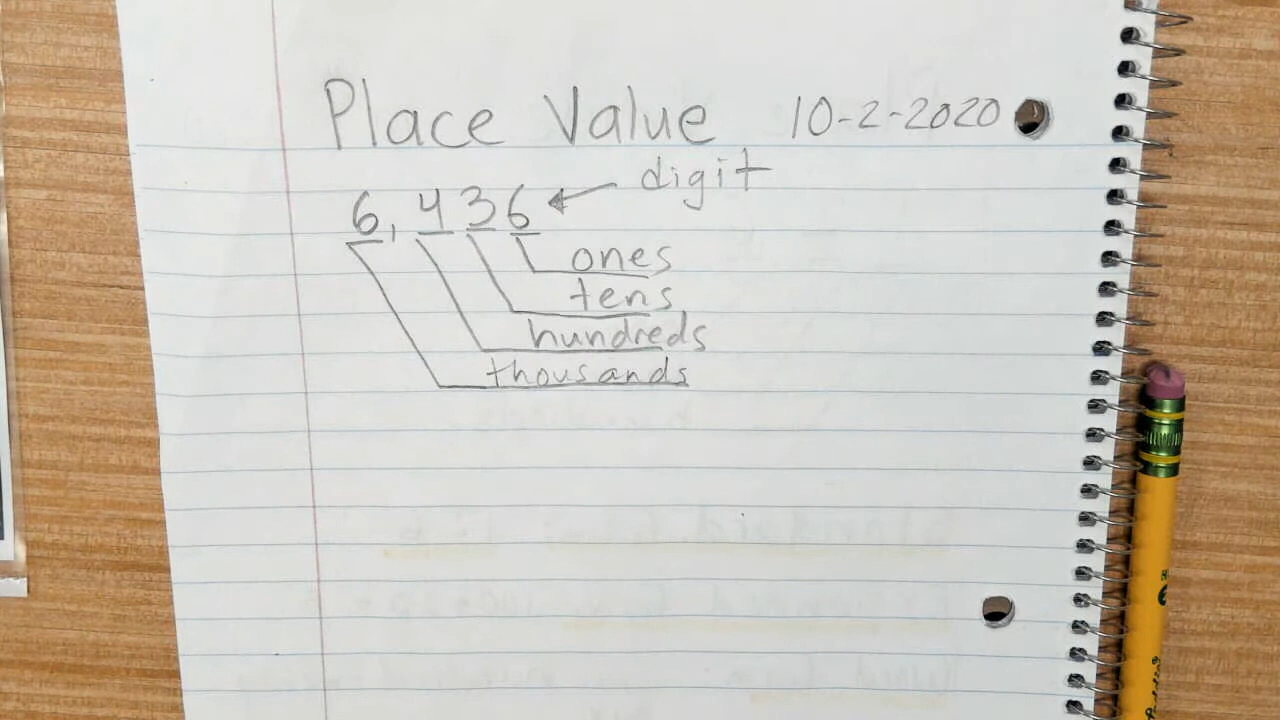 Place Value 10-2-2020
6,436 ← digit
ones
tens
hundreds
thousands